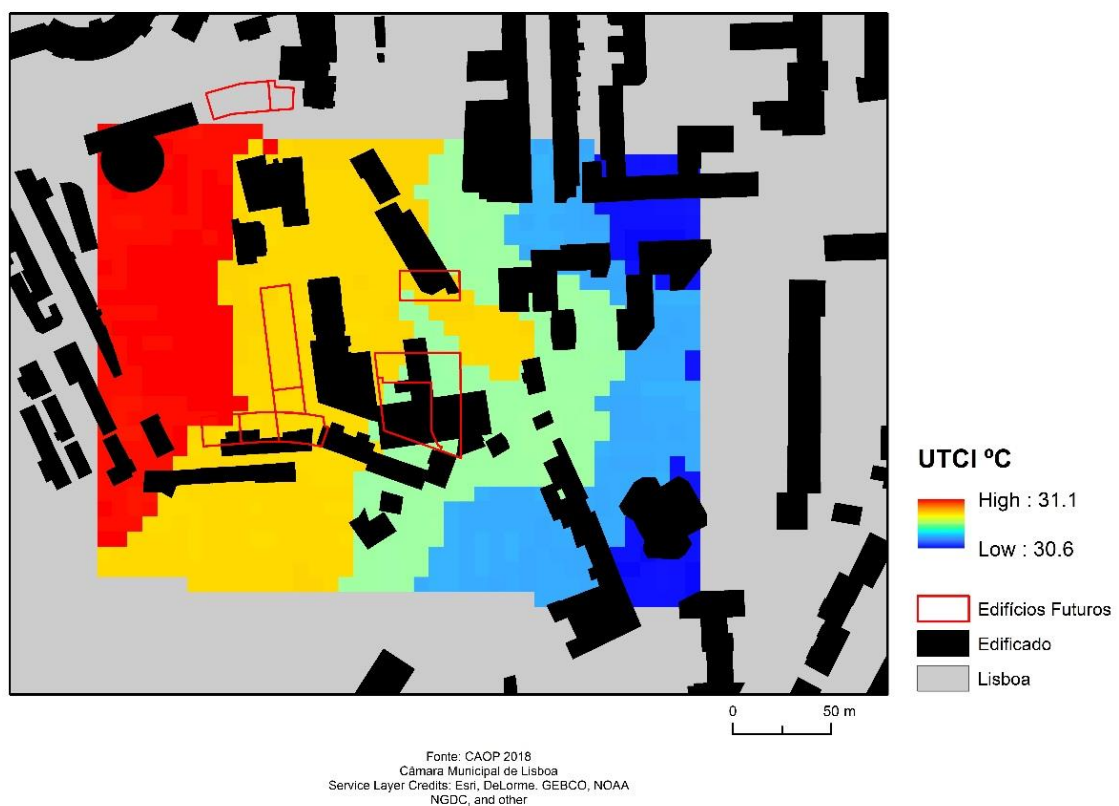 UTCI ºC
High : 31.1
Low : 30.6
Edifícios Futuros
Edificado
Lisboa
0 50 m
Fonte: CAOP 2018
Câmara Municipal de Lisboa
Service Layer Credits: Esri, DeLorme. GEBCO, NOAA
NGDC, and other